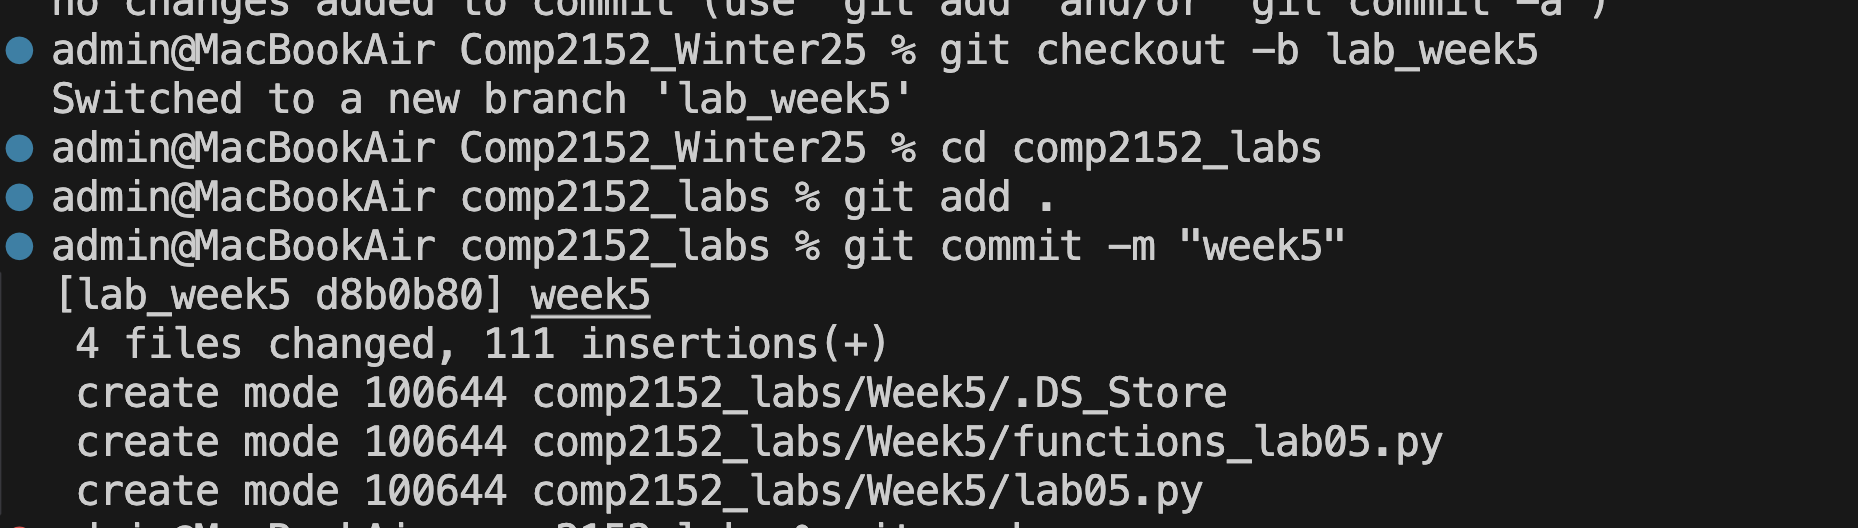 no changes added to commit (use "git add" and/or "git commit -a")
admin@MacBookAir Comp2152_Winter25 % git checkout -b lab_week5
Switched to a new branch 'lab_week5'
admin@MacBookAir Comp2152_Winter25 % cd comp2152_labs
admin@MacBookAir comp2152_labs % git add .
admin@MacBookAir comp2152_labs % git commit -m "week5"
[lab_week5 d8b0b80] week5
4 files changed, 111 insertions(+)
create mode 100644 comp2152_labs/Week5/.DS_Store
create mode 100644 comp2152_labs/Week5/functions_lab05.py
create mode 100644 comp2152_labs/Week5/lab05.py